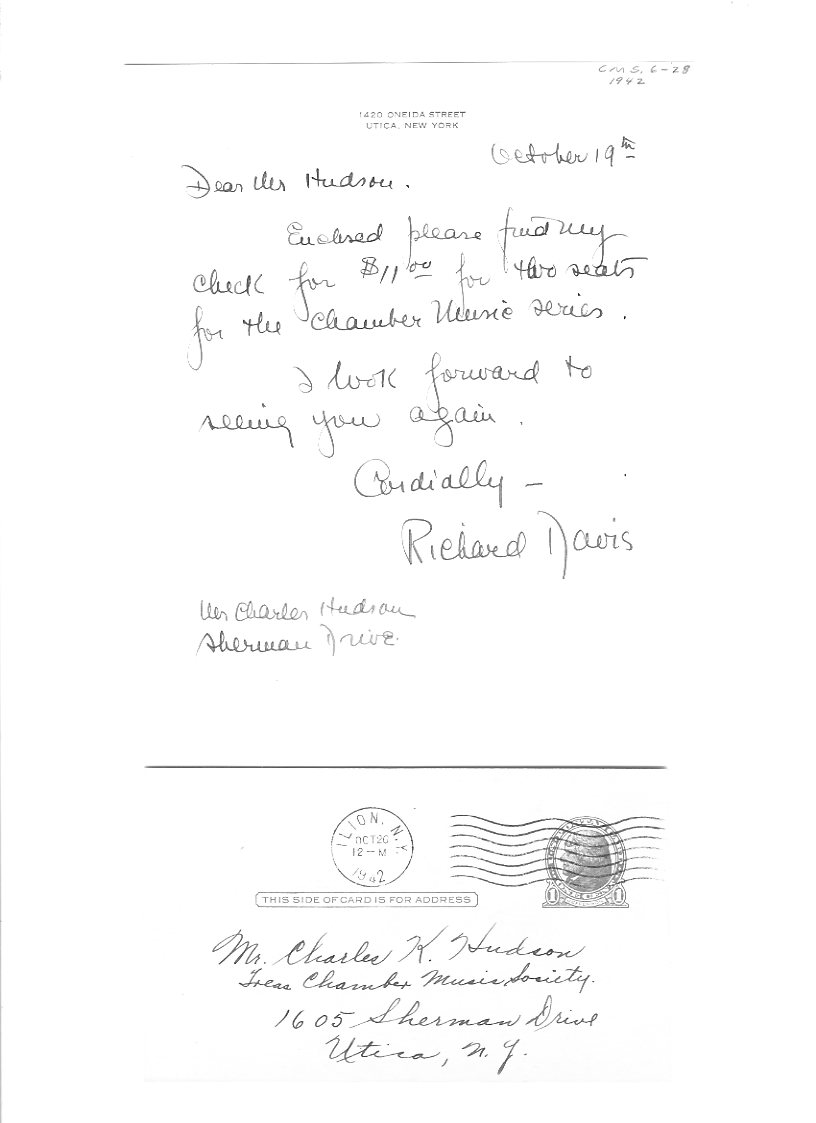 C.M.S. 6-28
1942
1420 ONEIDA STREET
UTICA, NEW YORK
October 19th
Dear Mr Hudson.
Enclosed please find my
check for $11.00 for two seats
for the Chamber Music series.
I look forward to
seeing you again.
Cordially -
Richard Davis
Mr Charles Hudson
Sherman Drive.
ILION, N.Y.
OCT 20
12-M
1942
THIS SIDE OF CARD IS FOR ADDRESS
1 1
Mr. Charles K. Hudson
Treas Chamber Music Society.
1605 Sherman Drive
Utica, N.Y.